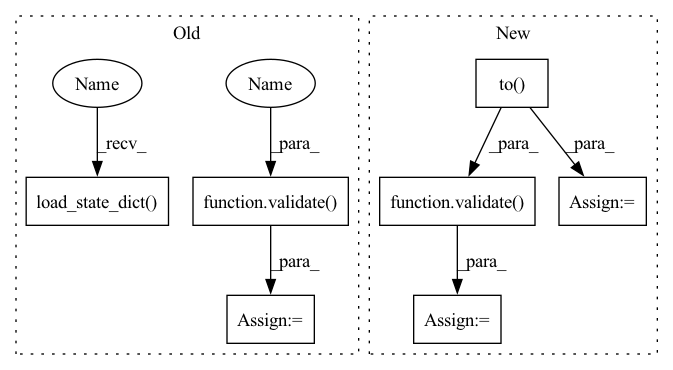 Old
New
Name
Name
to()
_recv_
_para_
_para_
_para_
load_state_dict()
function.validate()
function.validate()
Assign:=
_para_
_para_
Assign:=
Assign:=